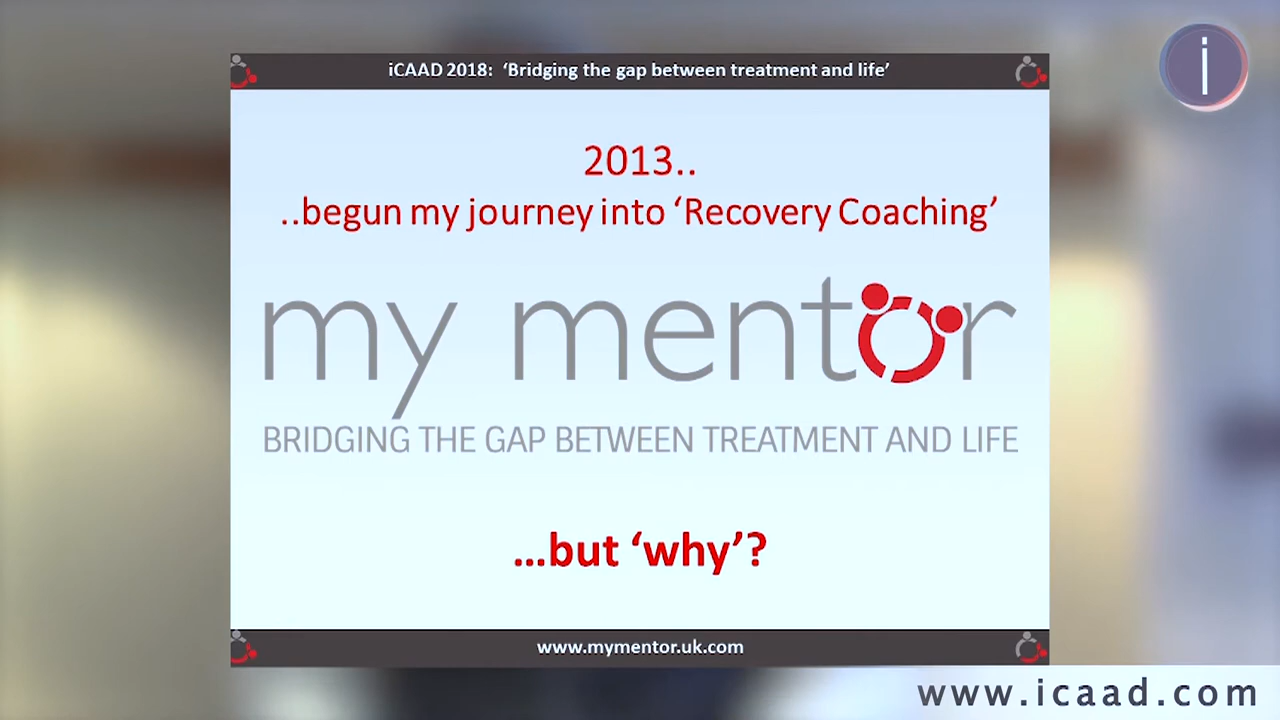 iCAAD 2018: ‘Bridging the gap between treatment and life’
i
2013..
..begun my journey into ‘Recovery Coaching’
my mentor
BRIDGING THE GAP BETWEEN TREATMENT AND LIFE
...but ‘why’?
www.mymentor.uk.com
www.icaad.com